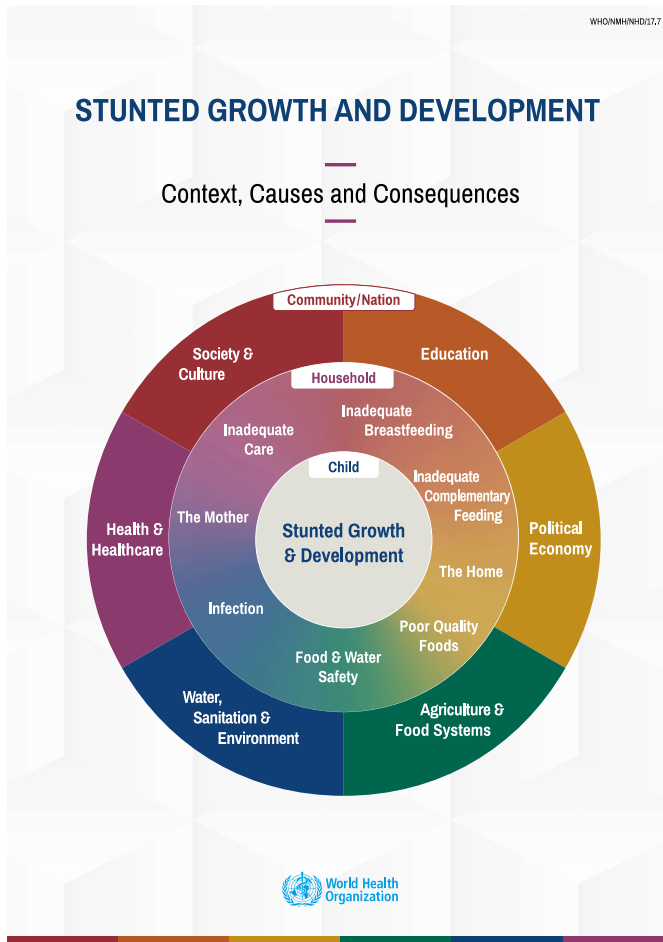 WHO/NMH/NHD/17.7
STUNTED GROWTH AND DEVELOPMENT
Context, Causes and Consequences
Community/Nation
Society &
Culture
Education
Household
Inadequate
Breastfeeding
Inadequate
Care
Child
Inadequate
Complementary
Feeding
The Mother
Stunted Growth
& Development
Health &
Healthcare
Political
Economy
The Home
Infection
Poor Quality
Foods
Food & Water
Safety
Water,
Sanitation &
Environment
Agriculture &
Food Systems
World Health
Organization